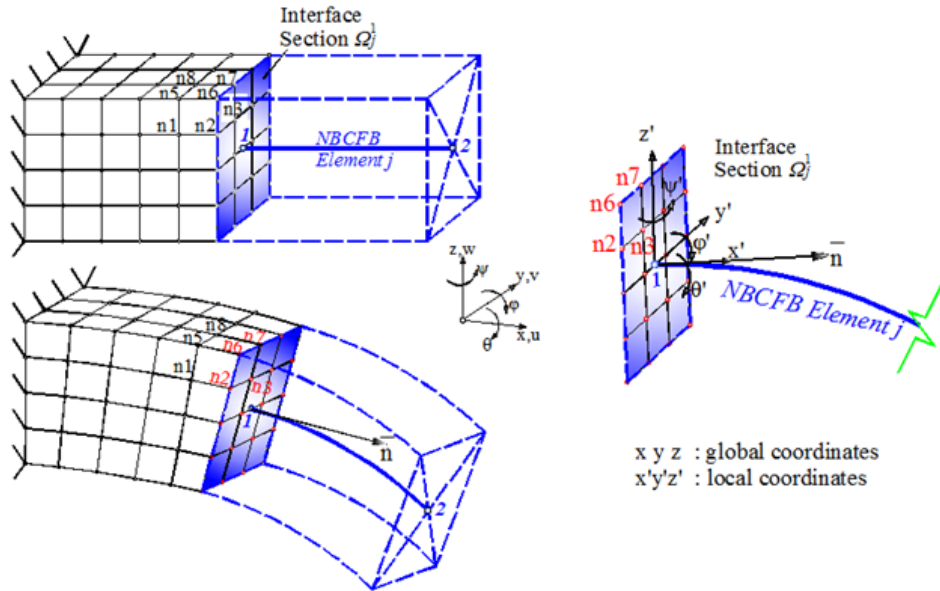 Interface
Section Ωj1
n8 n7
n5 n6
n3
n1 n2
1
NBCFB
Element j
2
z,w
ψ
y,v
φ
x,u
θ
n8
n5 n7
n6
n1
n2 n3
1
n
2
Interface
Section Ωj1
z'
n7
ψ'
n6
y'
n2 n3
φ'
x'
n
1
θ'
NBCFB Element j
x y z : global coordinates
x'y'z' : local coordinates